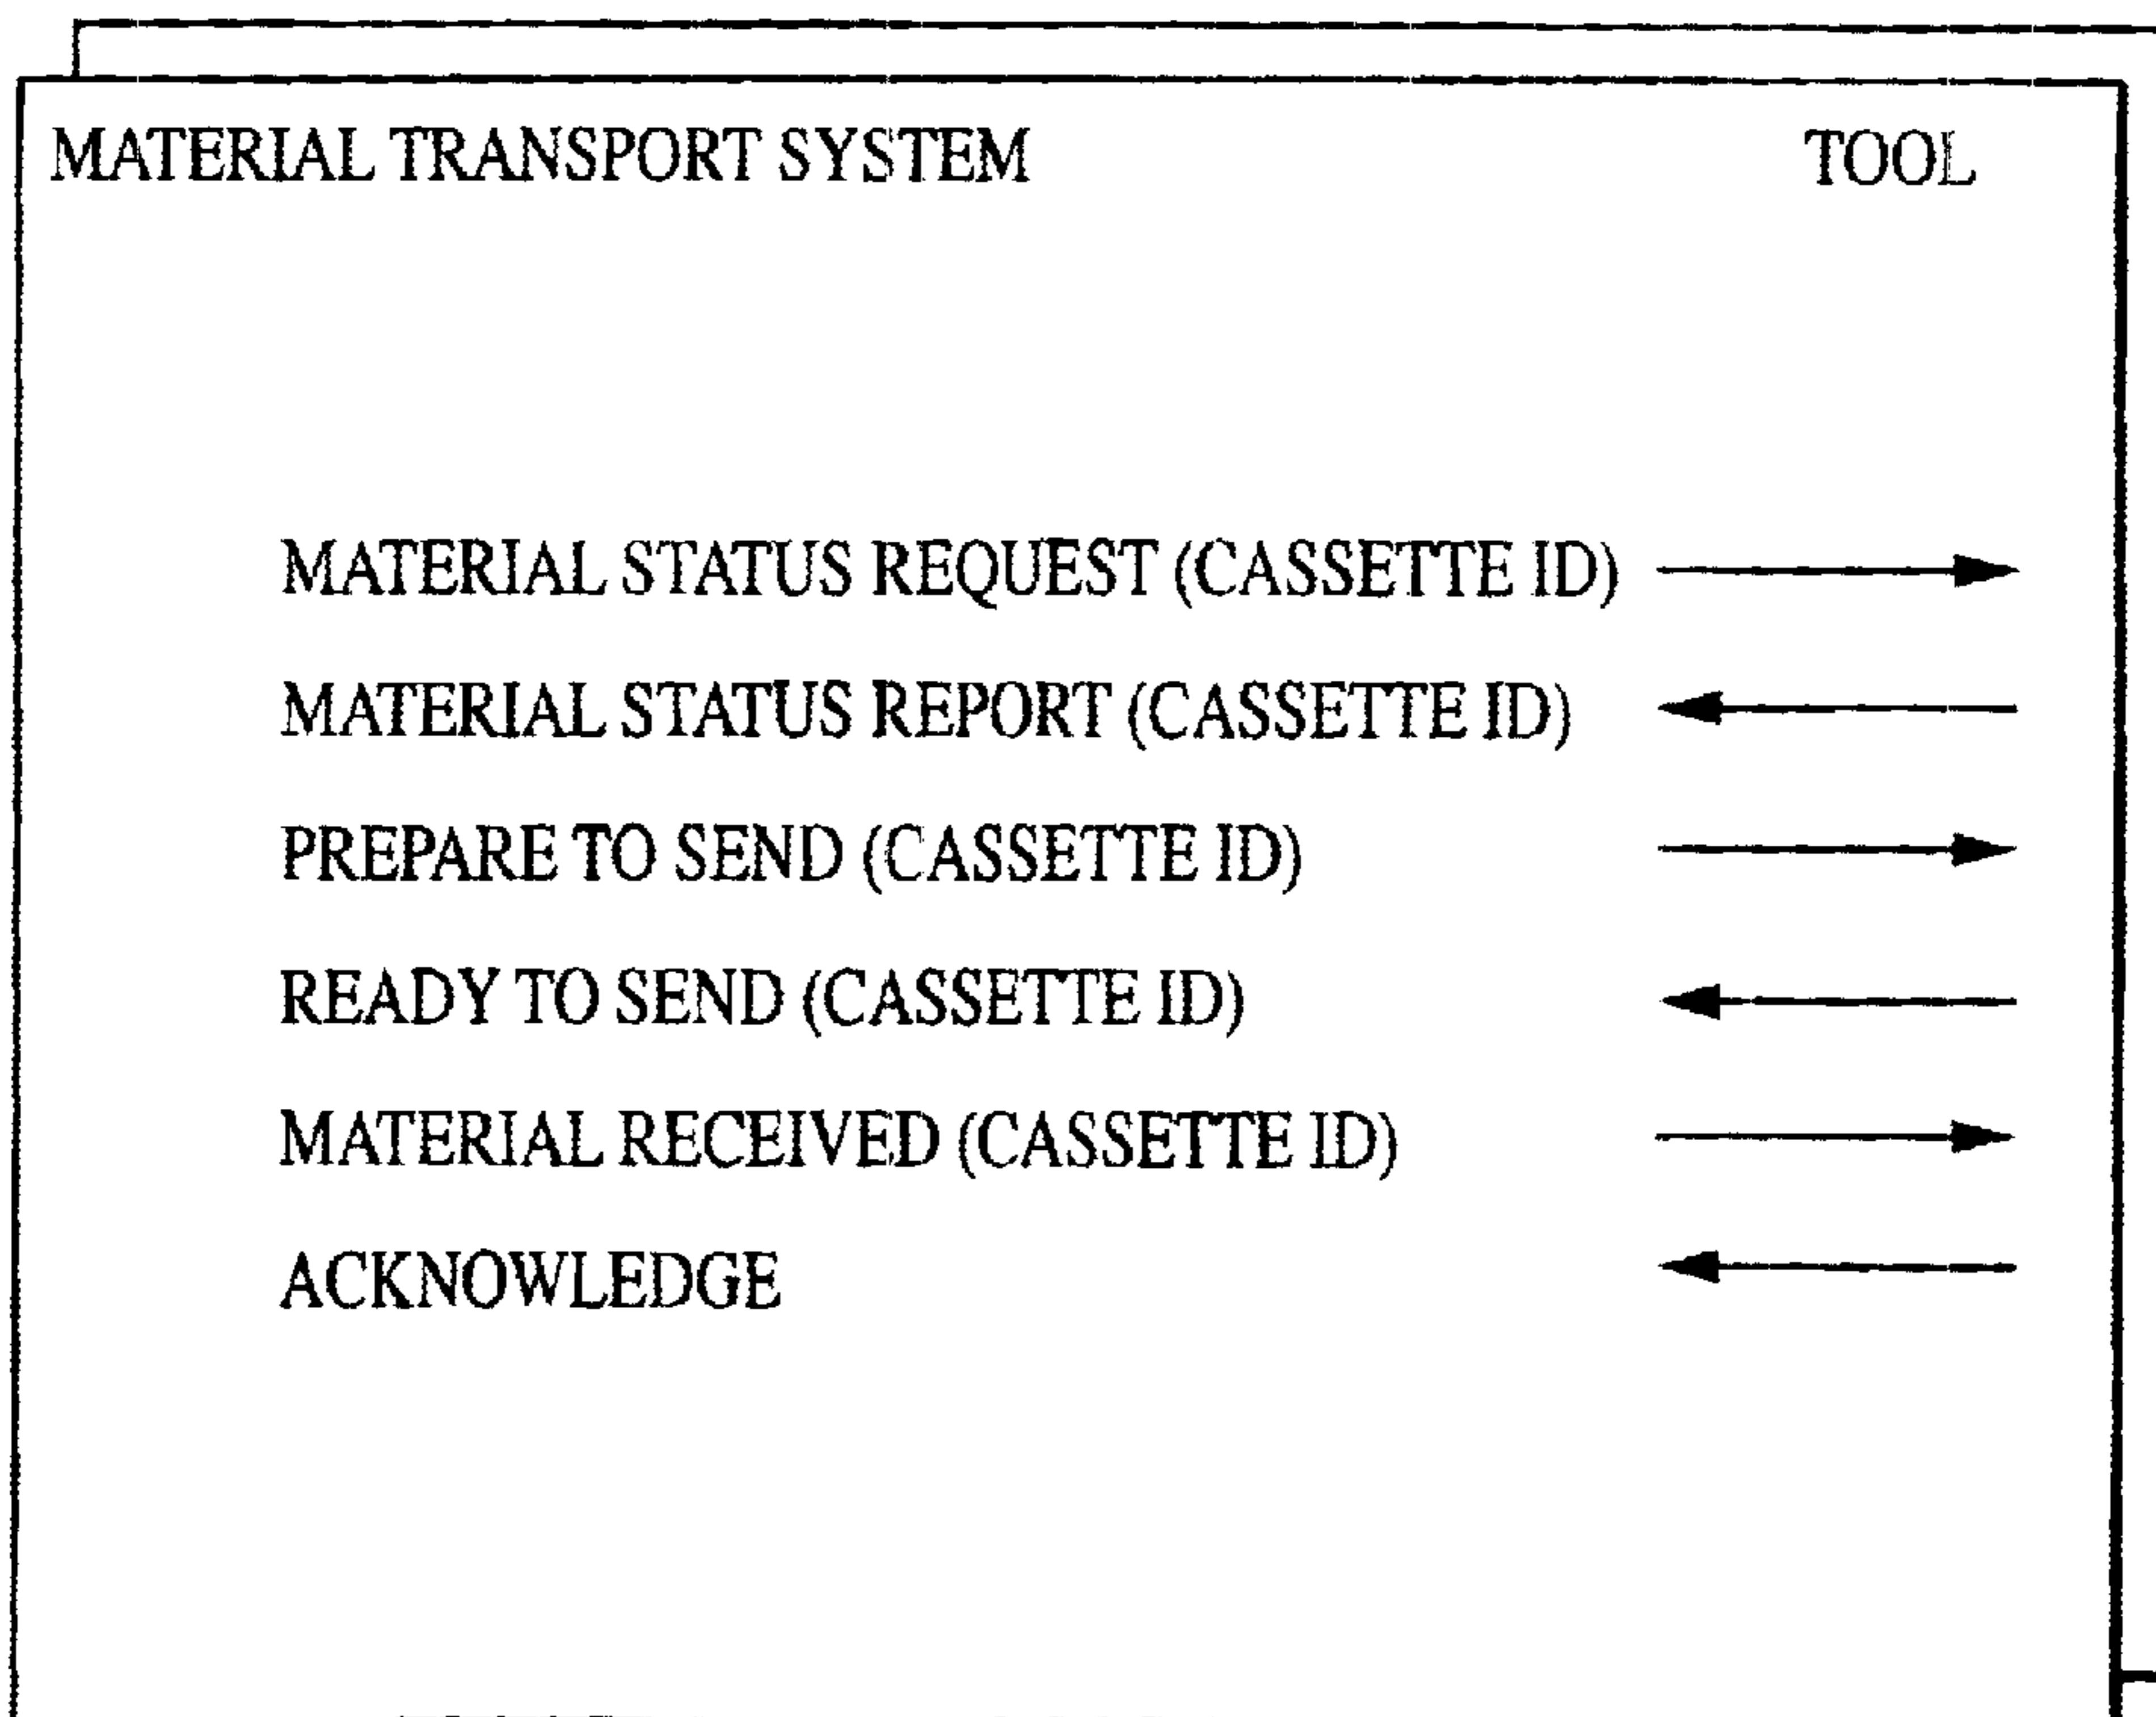 MATERIAL TRANSPORT SYSTEM TOOL
MATERIAL STATUS REQUEST (CASSETTE ID)
MATERIAL STATUS REPORT (CASSETTE ID)
PREPARE TO SEND (CASSETTE ID)
READY TO SEND (CASSETTE ID)
MATERIAL RECEIVED (CASSETTE ID)
ACKNOWLEDGE